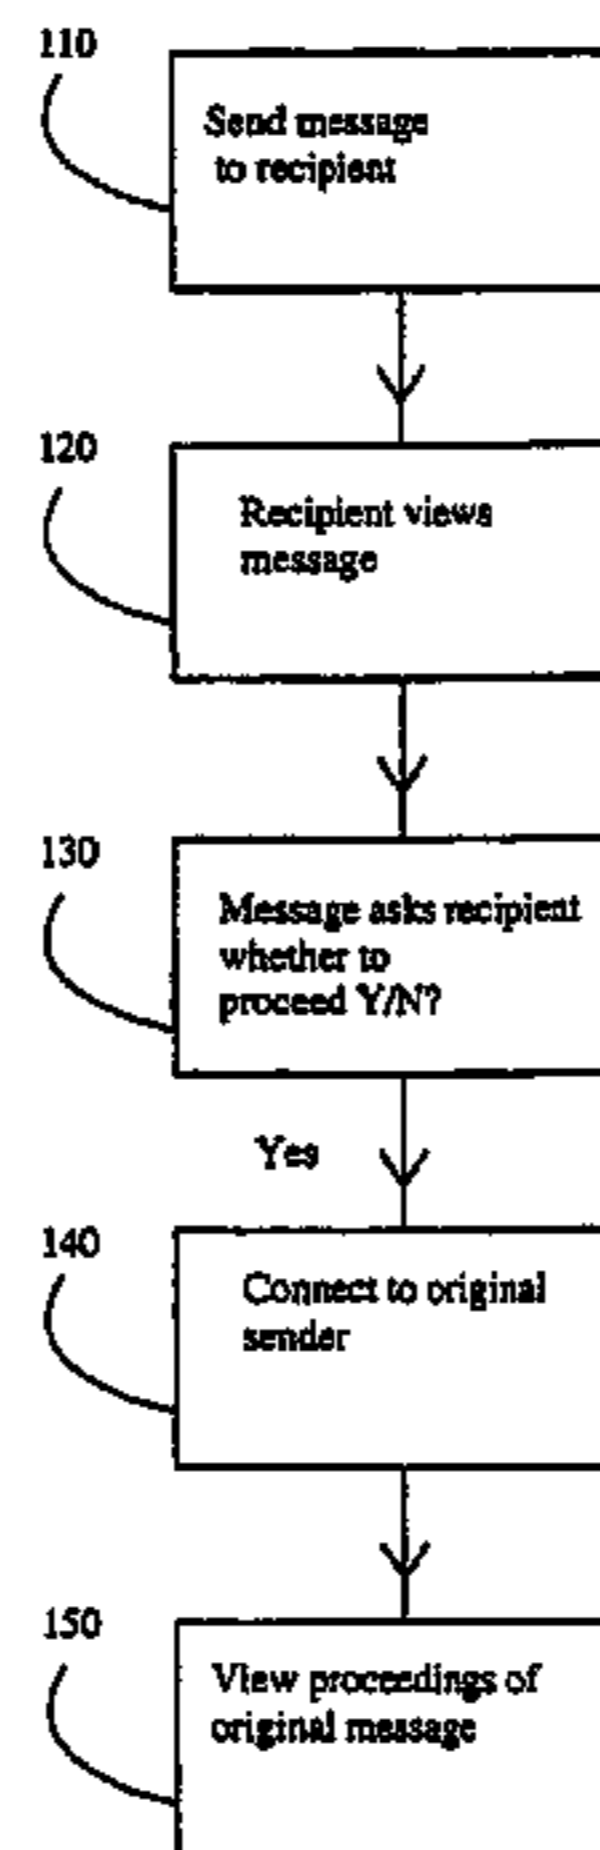 110
Send message
to recipient
120
Recipient views
message
130
Message asks recipient
whether to
proceed Y/N?
Yes
140
Connect to original
sender
150
View proceedings of
original message